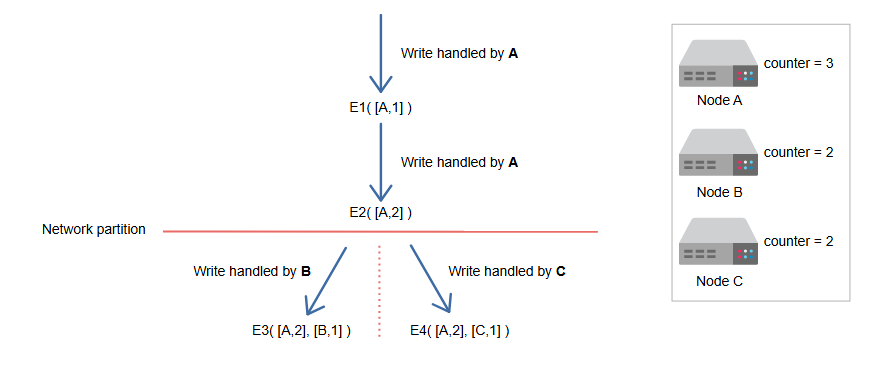 Write handled by A
E1( [A,1] )
Write handled by A
E2( [A,2] )
Network partition
Write handled by B
Write handled by C
E3( [A,2], [B,1] )
E4( [A,2], [C,1] )
counter = 3
Node A
counter = 2
Node B
counter = 2
Node C